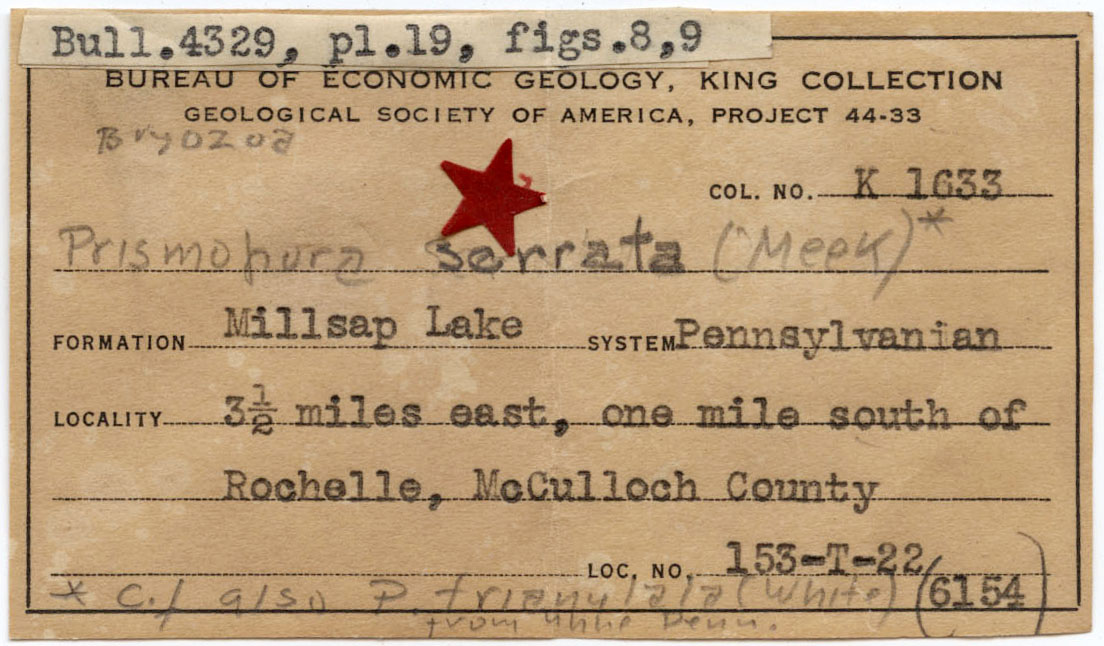 Bull.4329, pl.19, figs.8,9
BUREAU OF ECONOMIC GEOLOGY, KING COLLECTION
GEOLOGICAL SOCIETY OF AMERICA, PROJECT 44-33
Bryozoa
COL. NO. K 1633
Prismopora serrata (Meek)*
FORMATION Millsap Lake SYSTEM Pennsylvanian
LOCALITY 3½ miles east, one mile south of
Rochelle, McCulloch County
LOC. NO. 153-T-22
* c.f also P. triangulata (White) (6154)
from Penn.